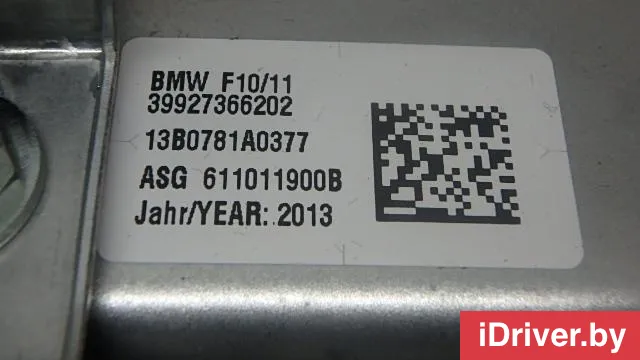 BMW F10/11
39927366202
13B0781A0377
ASG 611011900B
Jahr/YEAR: 2013
iDriver.by